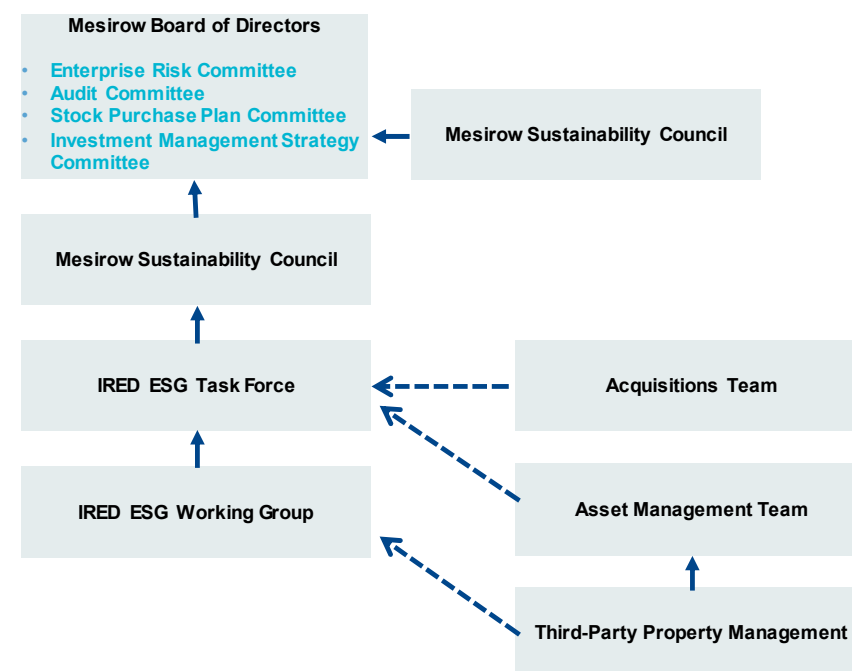 Mesirow Board of Directors
• Enterprise Risk Committee
• Audit Committee
• Stock Purchase Plan Committee
• Investment Management Strategy
Committee
Mesirow Sustainability Council
Mesirow Sustainability Council
IRED ESG Task Force
Acquisitions Team
IRED ESG Working Group
Asset Management Team
Third-Party Property Management